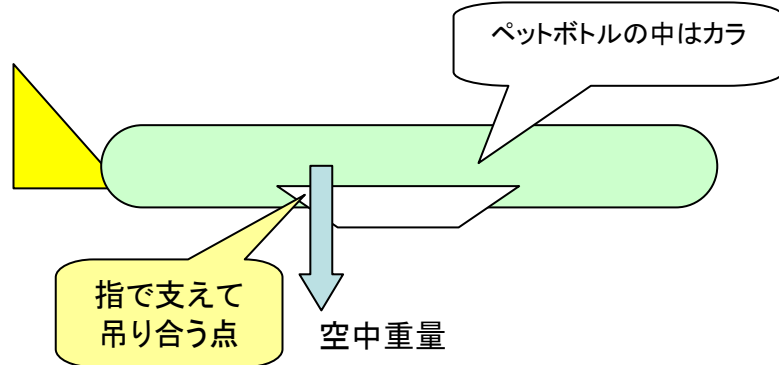 ペットボトルの中はカラ
指で支えて
吊り合う点
空中重量